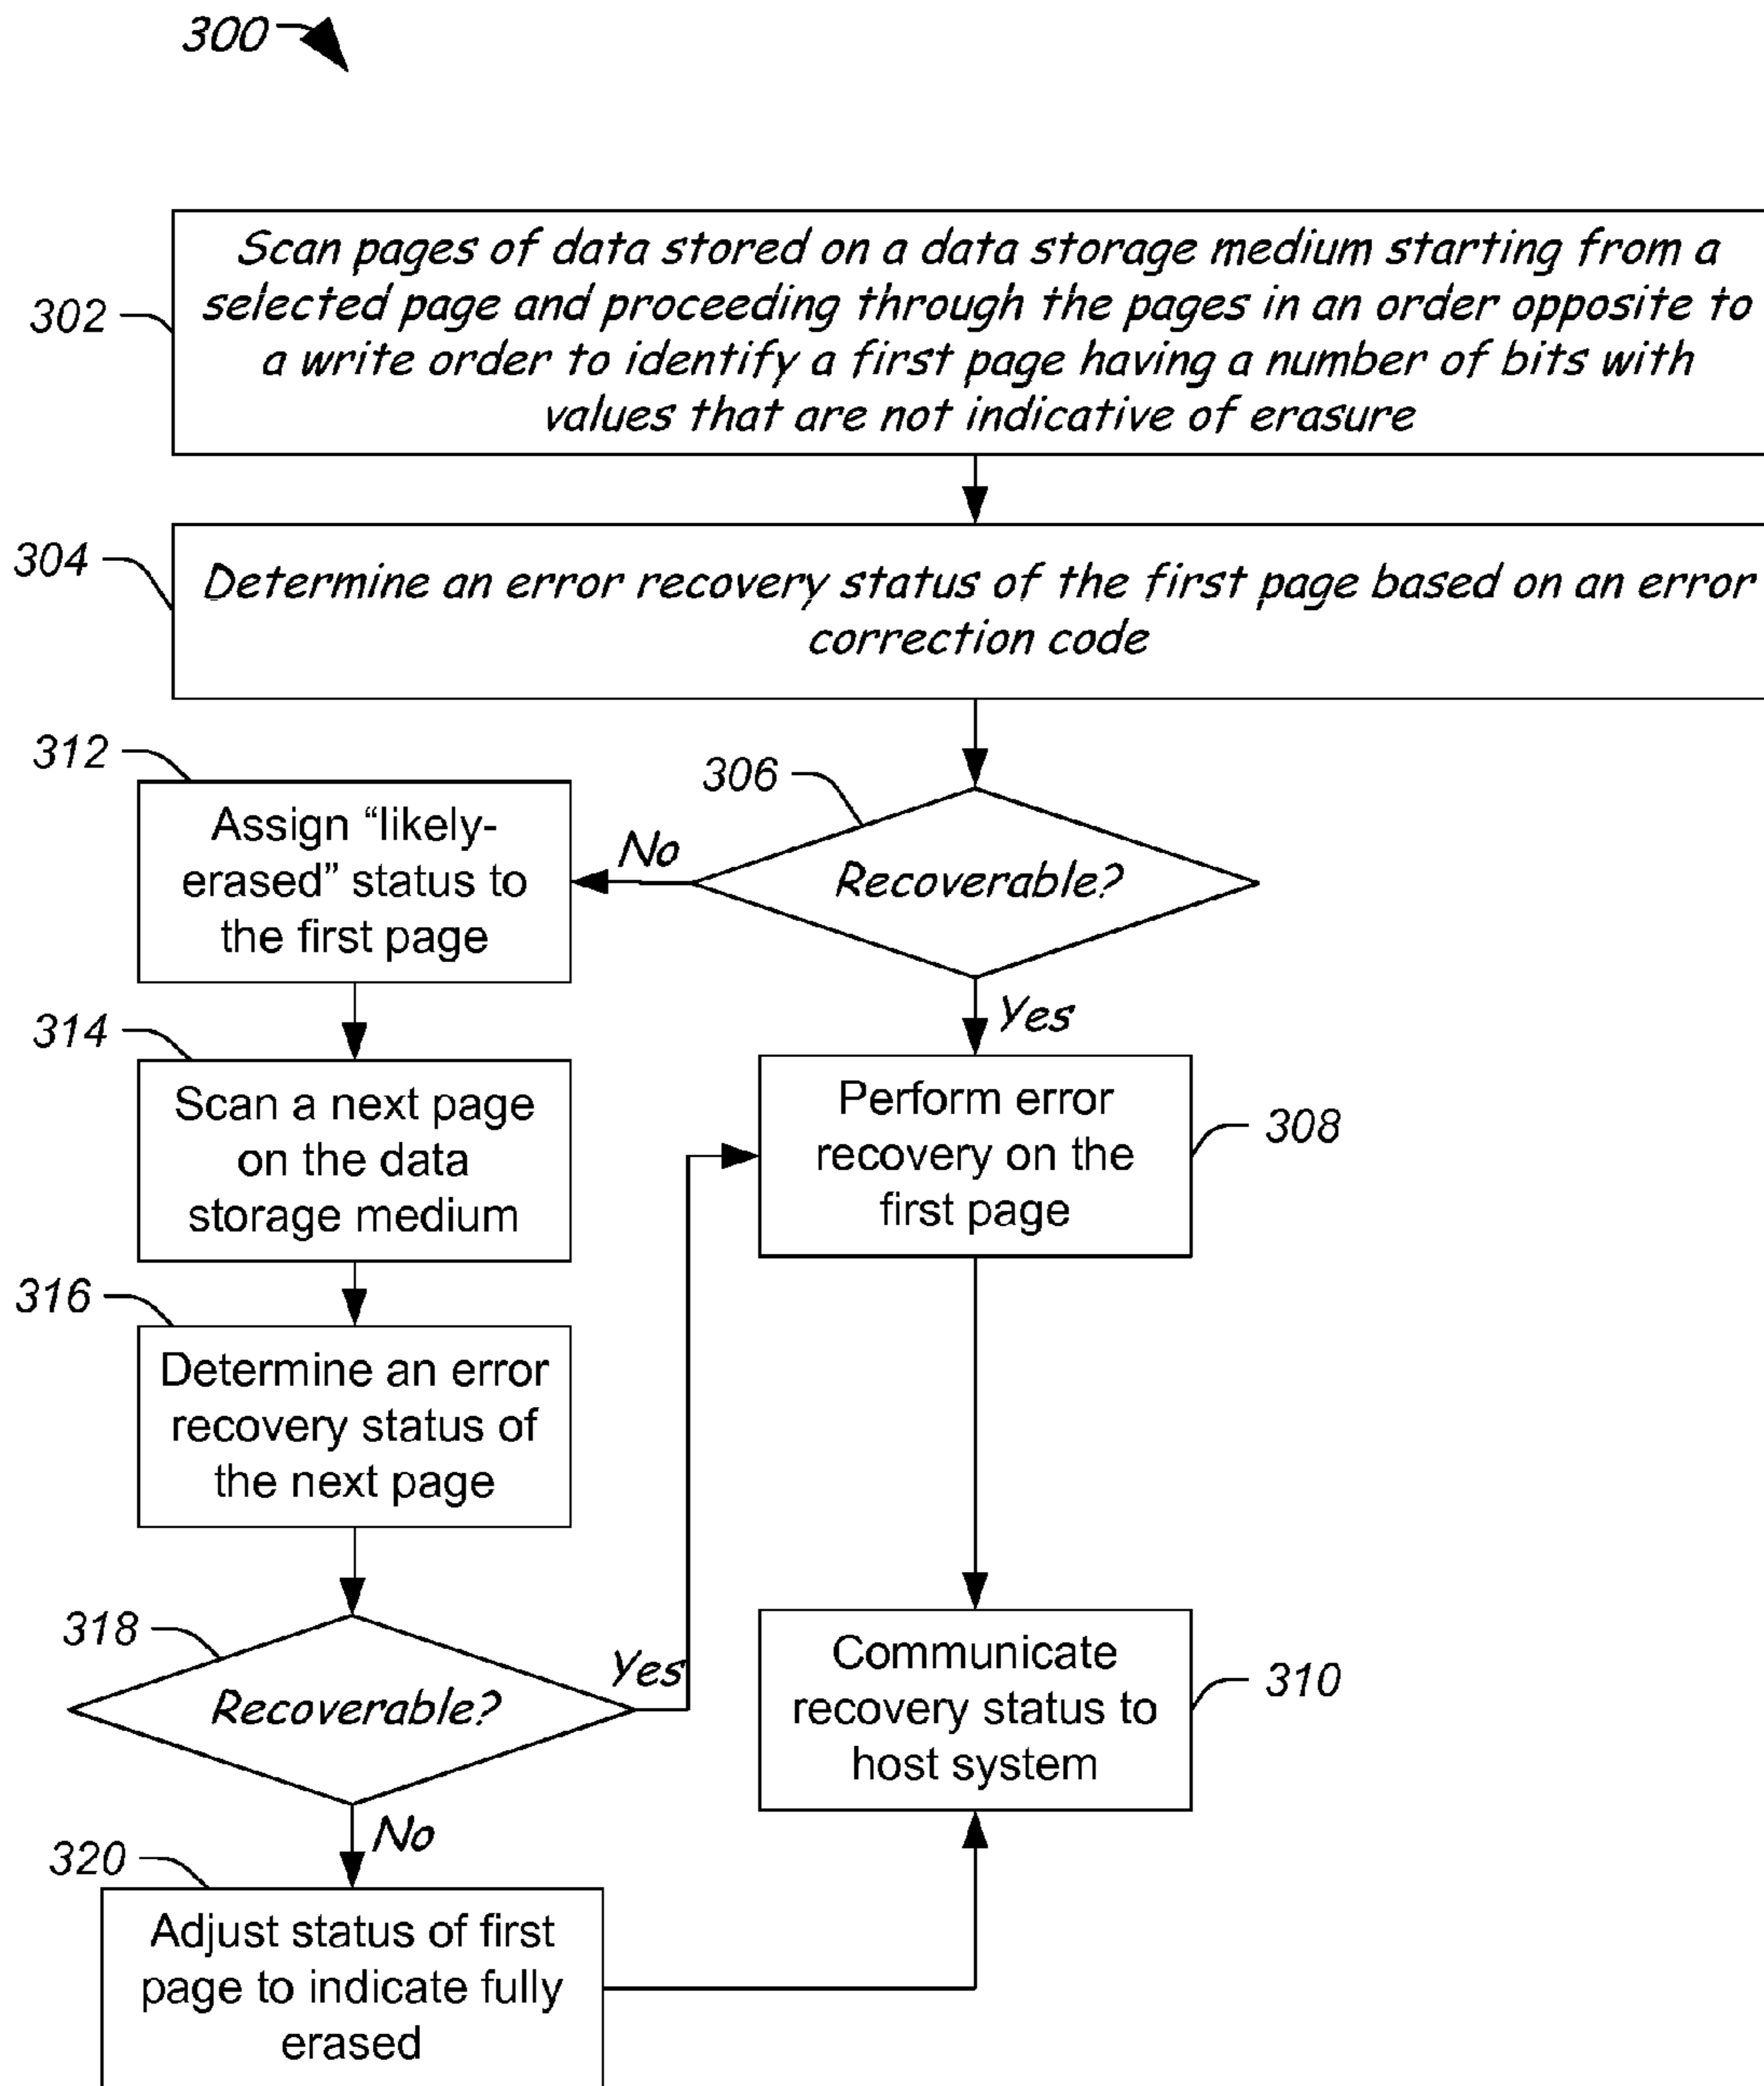 300
302
Scan pages of data stored on a data storage medium starting from a
selected page and proceeding through the pages in an order opposite to
a write order to identify a first page having a number of bits with
values that are not indicative of erasure
304
Determine an error recovery status of the first page based on an error
correction code
306
Recoverable?
No
Yes
312
Assign “likely-
erased” status to
the first page
314
Scan a next page
on the data
storage medium
308
Perform error
recovery on the
first page
316
Determine an error
recovery status of
the next page
318
Recoverable?
Yes
No
310
Communicate
recovery status to
host system
320
Adjust status of first
page to indicate fully
erased